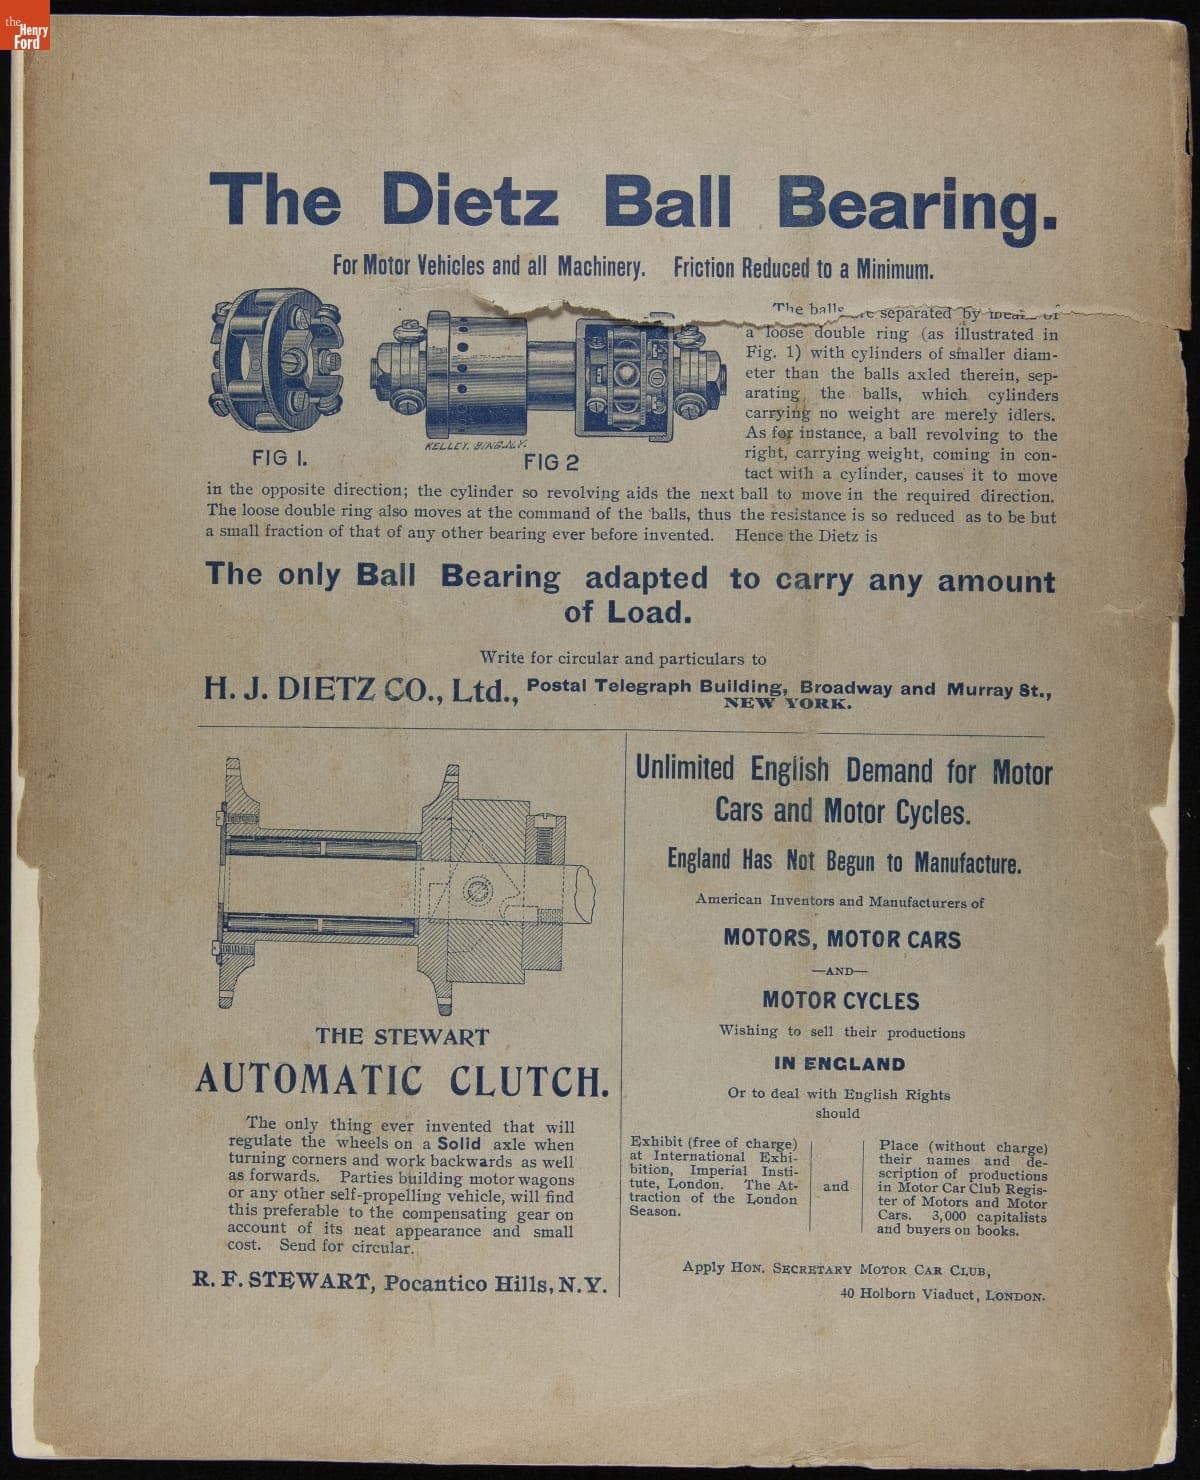 the
Henry
Ford
The Dietz Ball Bearing.
For Motor Vehicles and all Machinery. Friction Reduced to a Minimum.
FIG 1.
KELLEY. BING. N.Y.
FIG 2
The balls are separated by means of
a loose double ring (as illustrated in
Fig. 1) with cylinders of smaller diam-
eter than the balls axled therein, sep-
arating the balls, which cylinders
carrying no weight are merely idlers.
As for instance, a ball revolving to the
right, carrying weight, coming in con-
tact with a cylinder, causes it to move
in the opposite direction; the cylinder so revolving aids the next ball to move in the required direction.
The loose double ring also moves at the command of the balls, thus the resistance is so reduced as to be but
a small fraction of that of any other bearing ever before invented. Hence the Dietz is
The only Ball Bearing adapted to carry any amount
of Load.
Write for circular and particulars to
H. J. DIETZ CO., Ltd., Postal Telegraph Building, Broadway and Murray St.,
NEW YORK.
THE STEWART
AUTOMATIC CLUTCH.
The only thing ever invented that will
regulate the wheels on a Solid axle when
turning corners and work backwards as well
as forwards. Parties building motor wagons
or any other self-propelling vehicle, will find
this preferable to the compensating gear on
account of its neat appearance and small
cost. Send for circular.
R. F. STEWART, Pocantico Hills, N.Y.
Unlimited English Demand for Motor
Cars and Motor Cycles.
England Has Not Begun to Manufacture.
American Inventors and Manufacturers of
MOTORS, MOTOR CARS
—AND—
MOTOR CYCLES
Wishing to sell their productions
IN ENGLAND
Or to deal with English Rights
should
Exhibit (free of charge)
at International Exhi-
bition, Imperial Insti-
tute, London. The At-
traction of the London
Season.
and
Place (without charge)
their names and de-
scription of productions
in Motor Car Club Regis-
ter of Motors and Motor
Cars. 3,000 capitalists
and buyers on books.
Apply HON. SECRETARY MOTOR CAR CLUB,
40 Holborn Viaduct, LONDON.